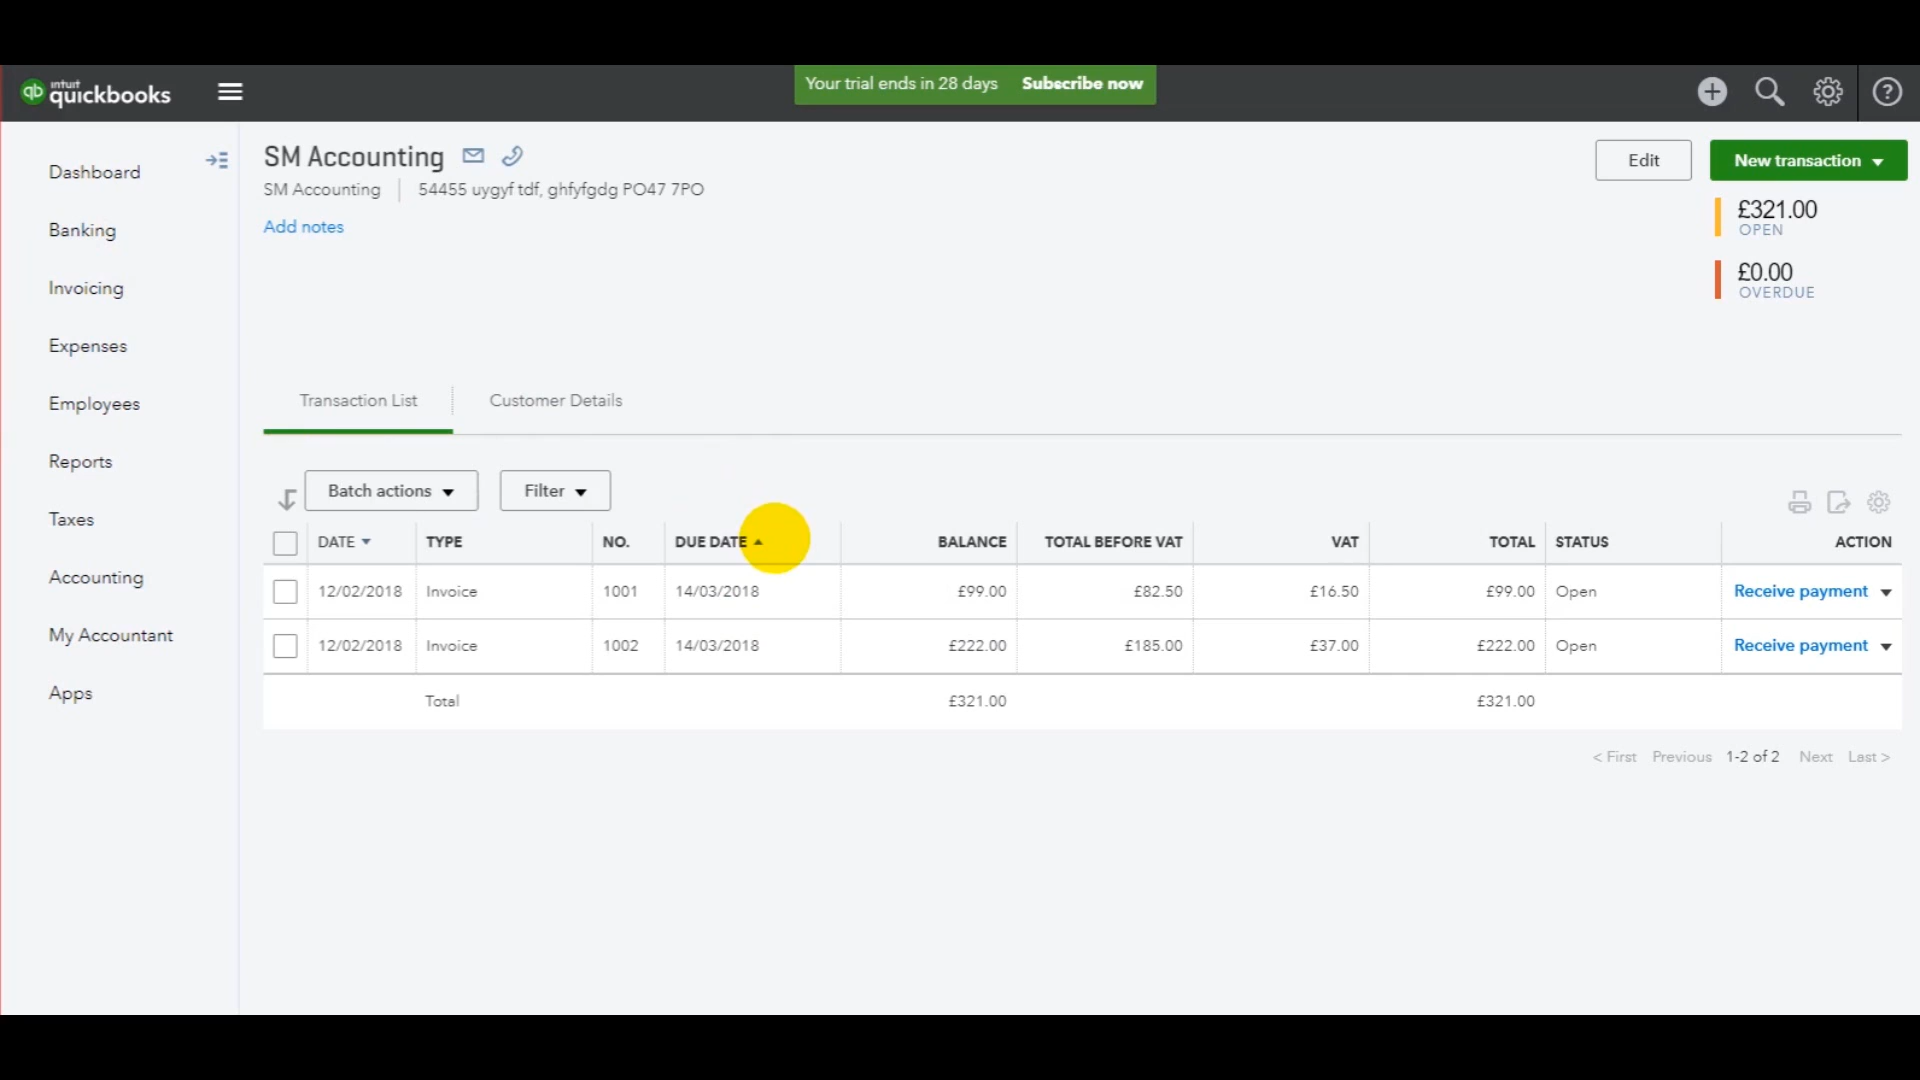 intuit
quickbooks
Your trial ends in 28 days Subscribe now
Dashboard
Banking
Invoicing
Expenses
Employees
Reports
Taxes
Accounting
My Accountant
Apps
SM Accounting
SM Accounting 54455 uygyf tdf, ghfyfgdg PO47 7PO
Add notes
Edit New transaction
£321.00
OPEN
£0.00
OVERDUE
Transaction List Customer Details
Batch actions Filter
DATE TYPE NO. DUE DATE BALANCE TOTAL BEFORE VAT VAT TOTAL STATUS ACTION
12/02/2018 Invoice 1001 14/03/2018 £99.00 £82.50 £16.50 £99.00 Open Receive payment
12/02/2018 Invoice 1002 14/03/2018 £222.00 £185.00 £37.00 £222.00 Open Receive payment
Total £321.00 £321.00
< First Previous 1-2 of 2 Next Last >